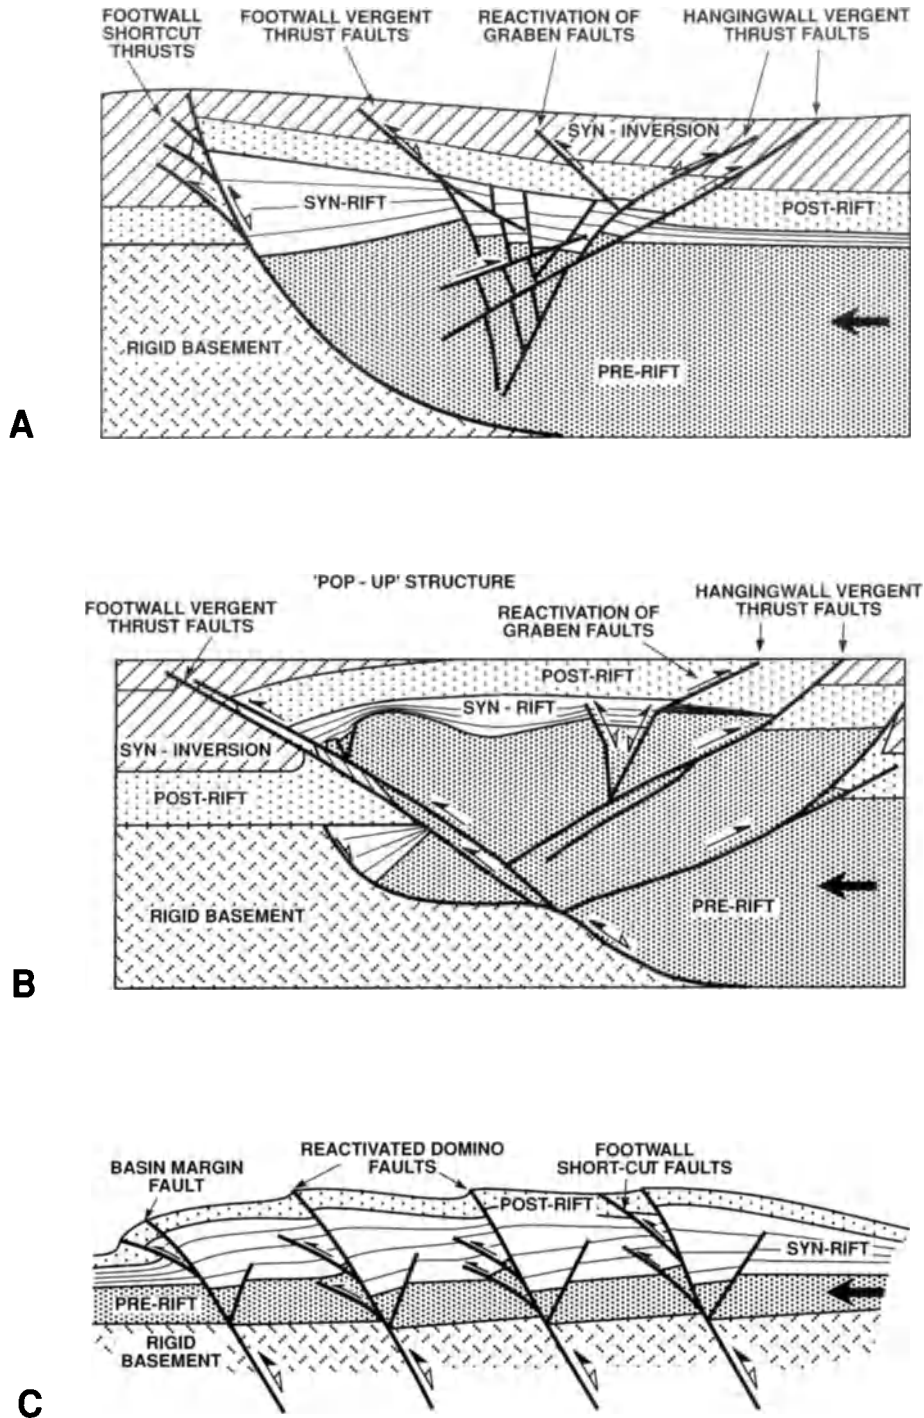 FOOTWALL
SHORTCUT
THRUSTS
FOOTWALL VERGENT
THRUST FAULTS
REACTIVATION OF
GRABEN FAULTS
HANGINGWALL VERGENT
THRUST FAULTS
SYN - INVERSION
SYN-RIFT
POST-RIFT
RIGID BASEMENT
PRE-RIFT
A
'POP - UP' STRUCTURE
FOOTWALL VERGENT
THRUST FAULTS
REACTIVATION OF
GRABEN FAULTS
HANGINGWALL VERGENT
THRUST FAULTS
POST-RIFT
SYN - RIFT
SYN - INVERSION
POST-RIFT
RIGID BASEMENT
PRE-RIFT
B
BASIN MARGIN
FAULT
REACTIVATED DOMINO
FAULTS
FOOTWALL
SHORT-CUT FAULTS
POST-RIFT
SYN-RIFT
PRE-RIFT
RIGID
BASEMENT
C